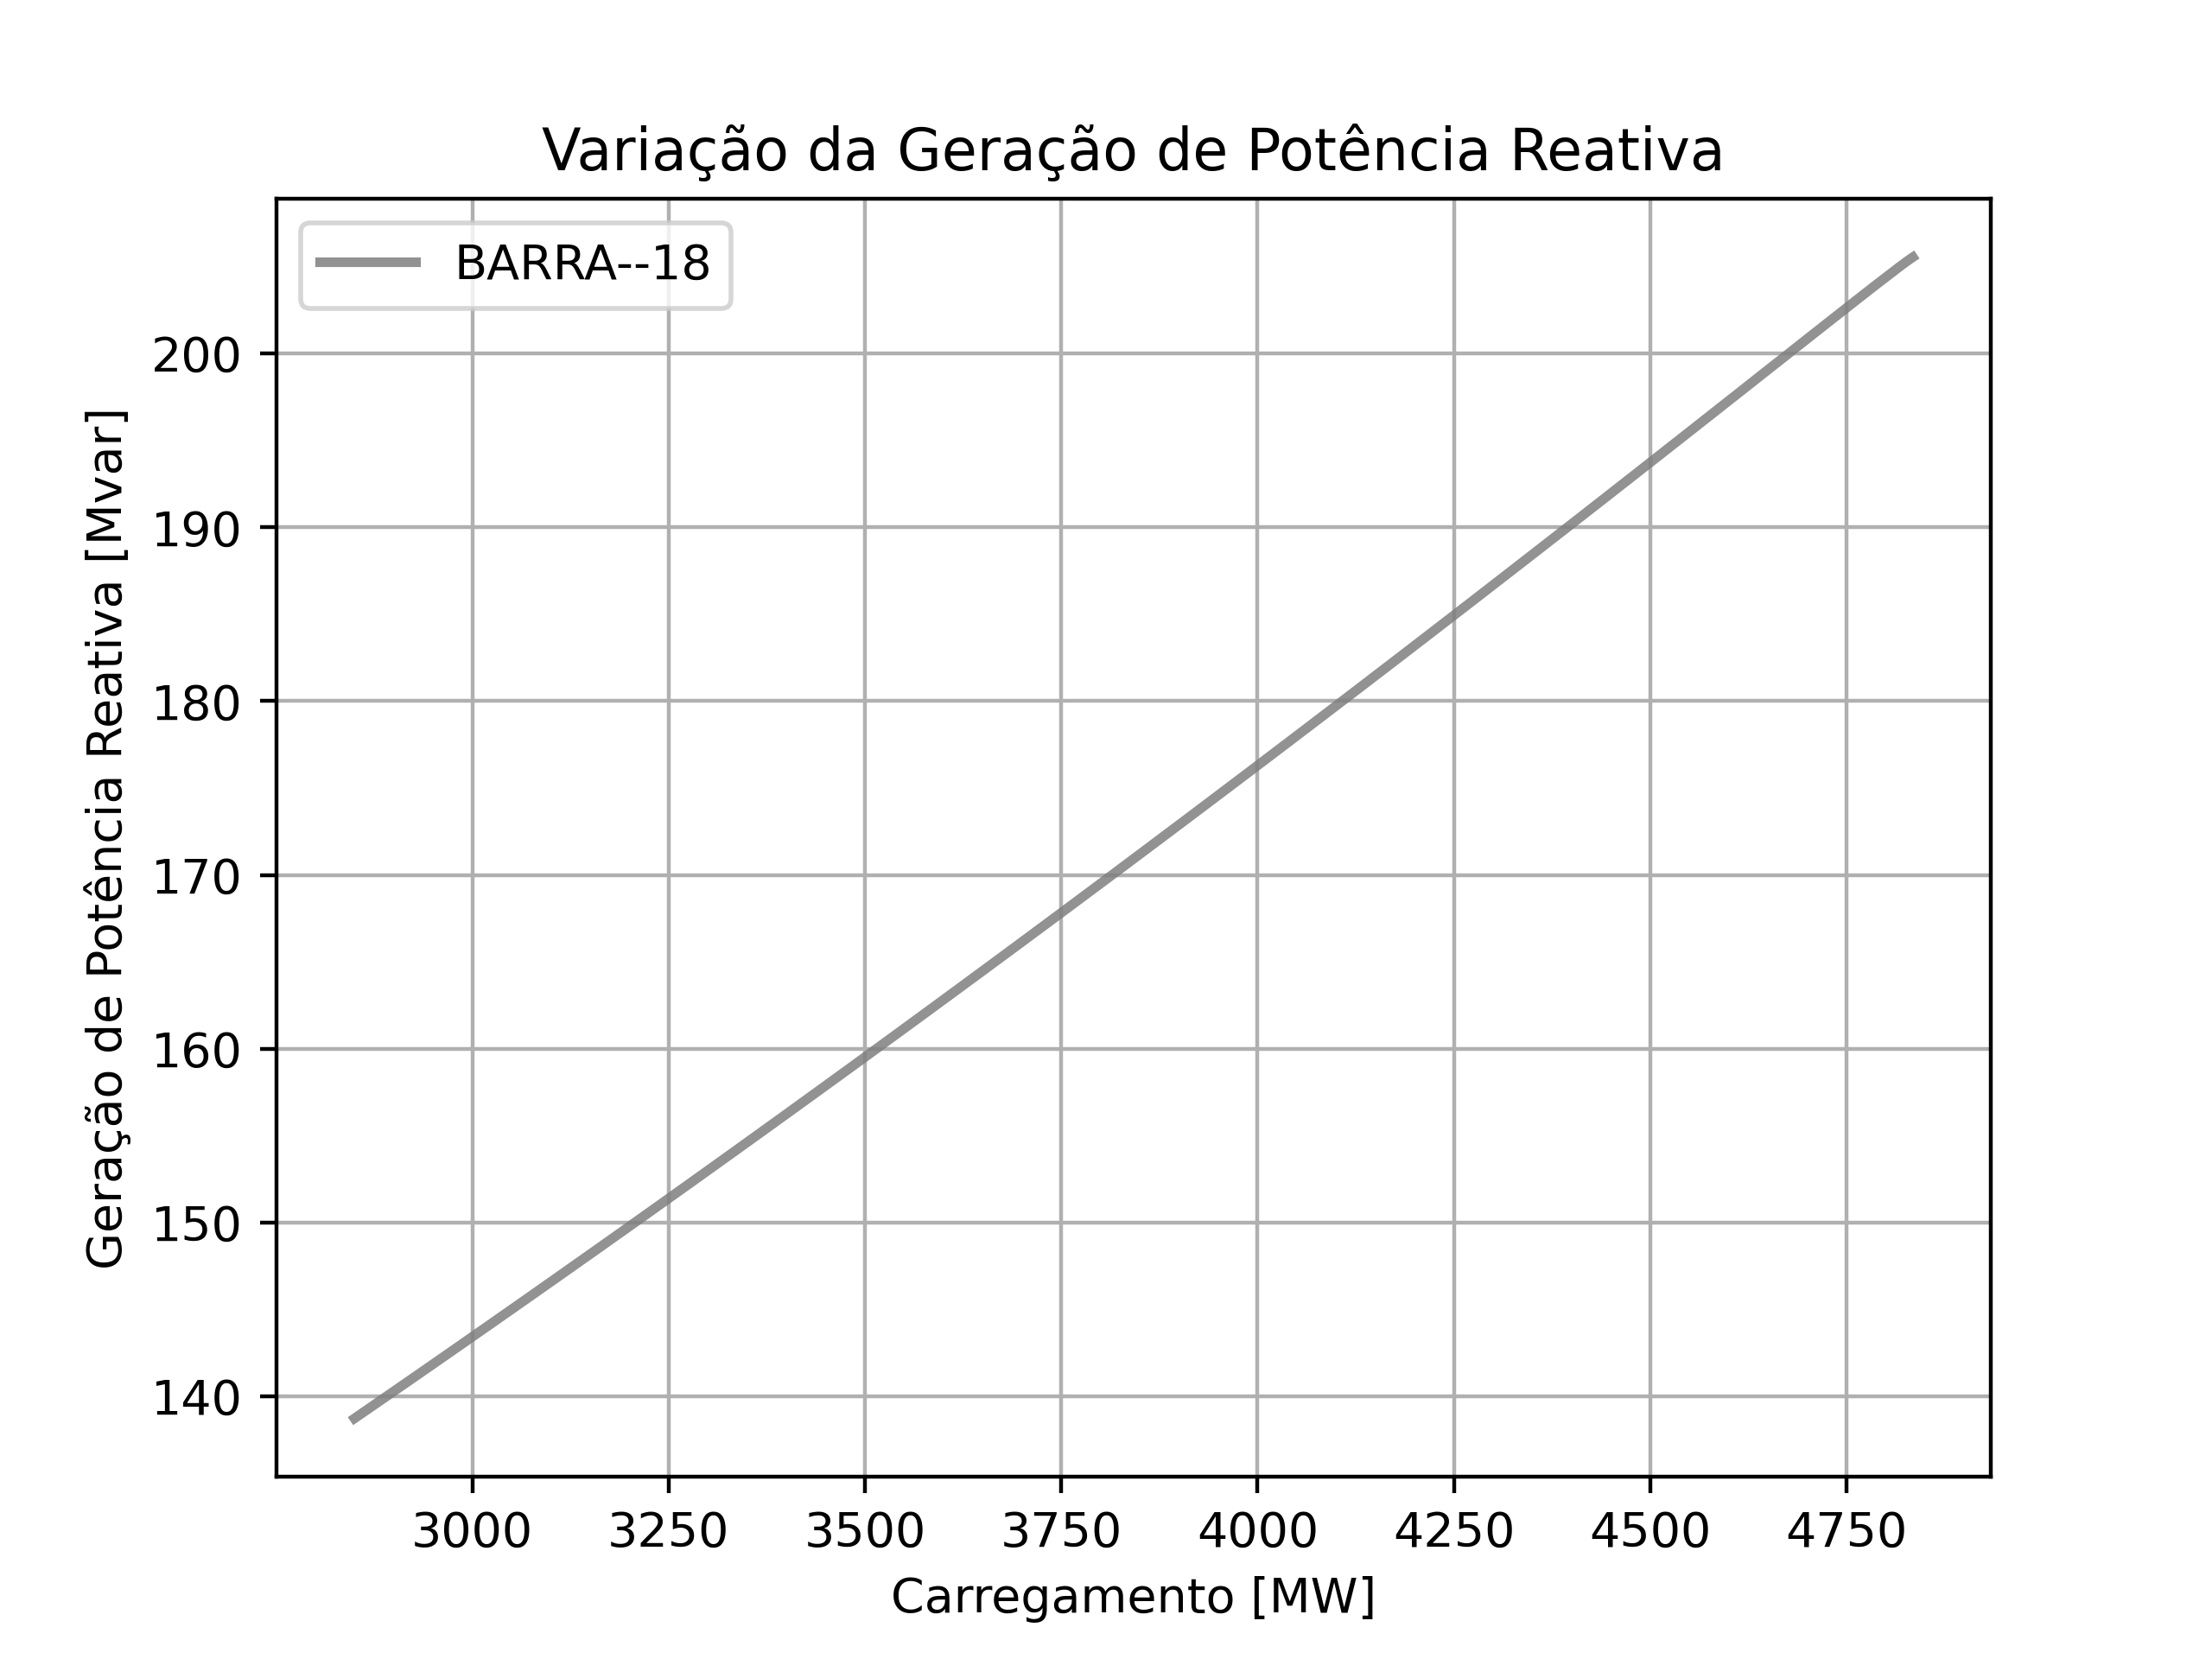 Variação da Geração de Potência Reativa
BARRA--18
Geração de Potência Reativa [Mvar]
200
190
180
170
160
150
140
3000 3250 3500 3750 4000 4250 4500 4750
Carregamento [MW]